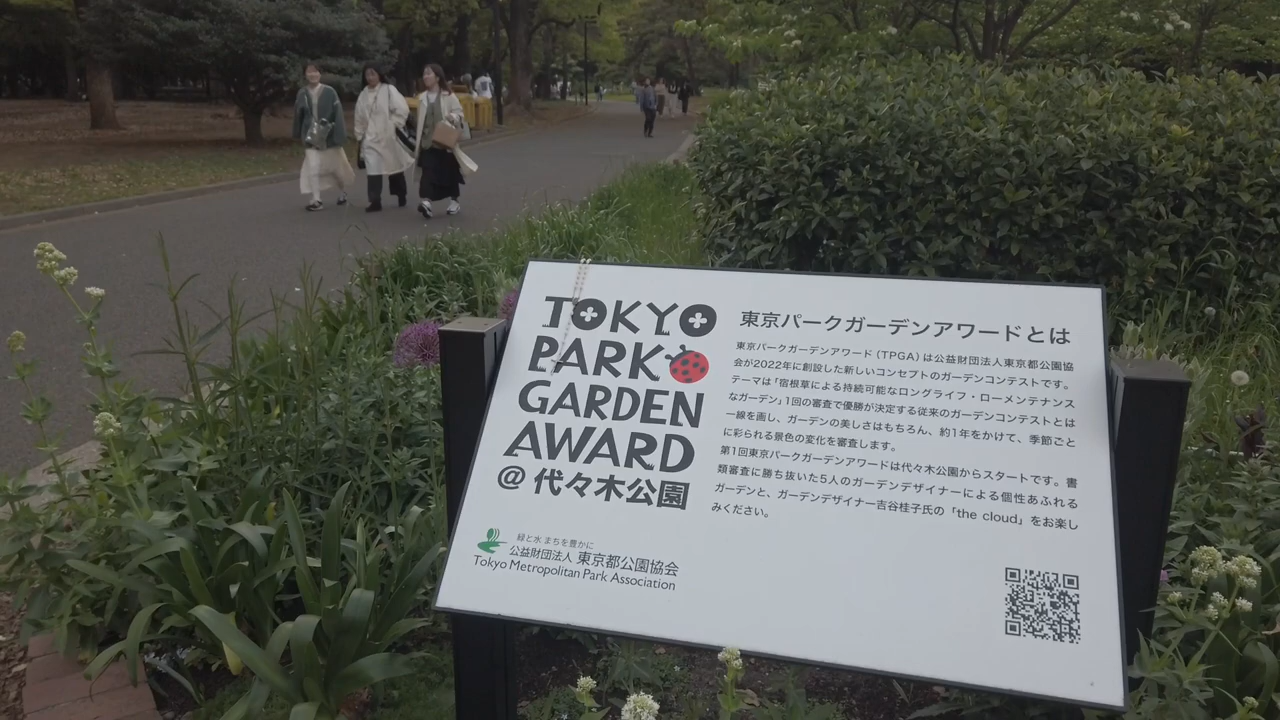 TOKYO
PARK
GARDEN
AWARD
@ 代々木公園
緑と水 まちを豊かに
公益財団法人 東京都公園協会
Tokyo Metropolitan Park Association
東京パークガーデンアワードとは
東京パークガーデンアワード（TPGA）は公益財団法人東京都公園協
会が2022年に創設した新しいコンセプトのガーデンコンテストです。
テーマは「宿根草による持続可能なロングライフ・ローメンテナンス
なガーデン」1回の審査で優勝が決定する従来のガーデンコンテストとは
一線を画し、ガーデンの美しさはもちろん、約1年をかけて、季節ごと
に彩られる景色の変化を審査します。
第1回東京パークガーデンアワードは代々木公園からスタートです。書
類審査に勝ち抜いた5人のガーデンデザイナーによる個性あふれる
ガーデンと、ガーデンデザイナー吉谷桂子氏の「the cloud」をお楽し
みください。